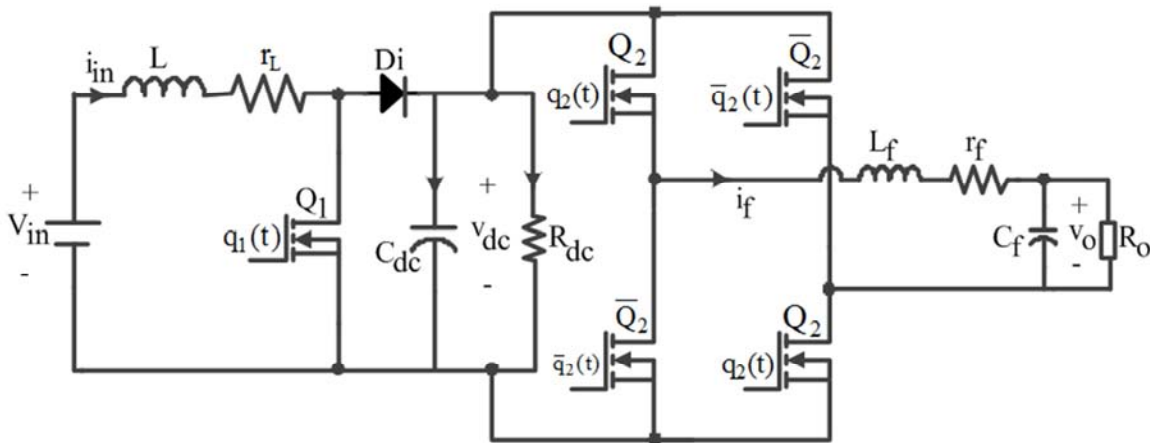 i_in
L
r_L
Di
Q_2
Q̅_2
q_2(t)
q̅_2(t)
L_f
r_f
+
V_in
-
Q_1
q_1(t)
C_dc
+
v_dc
-
R_dc
i_f
C_f
+
v_o
-
R_o
Q̅_2
Q_2
q̅_2(t)
q_2(t)